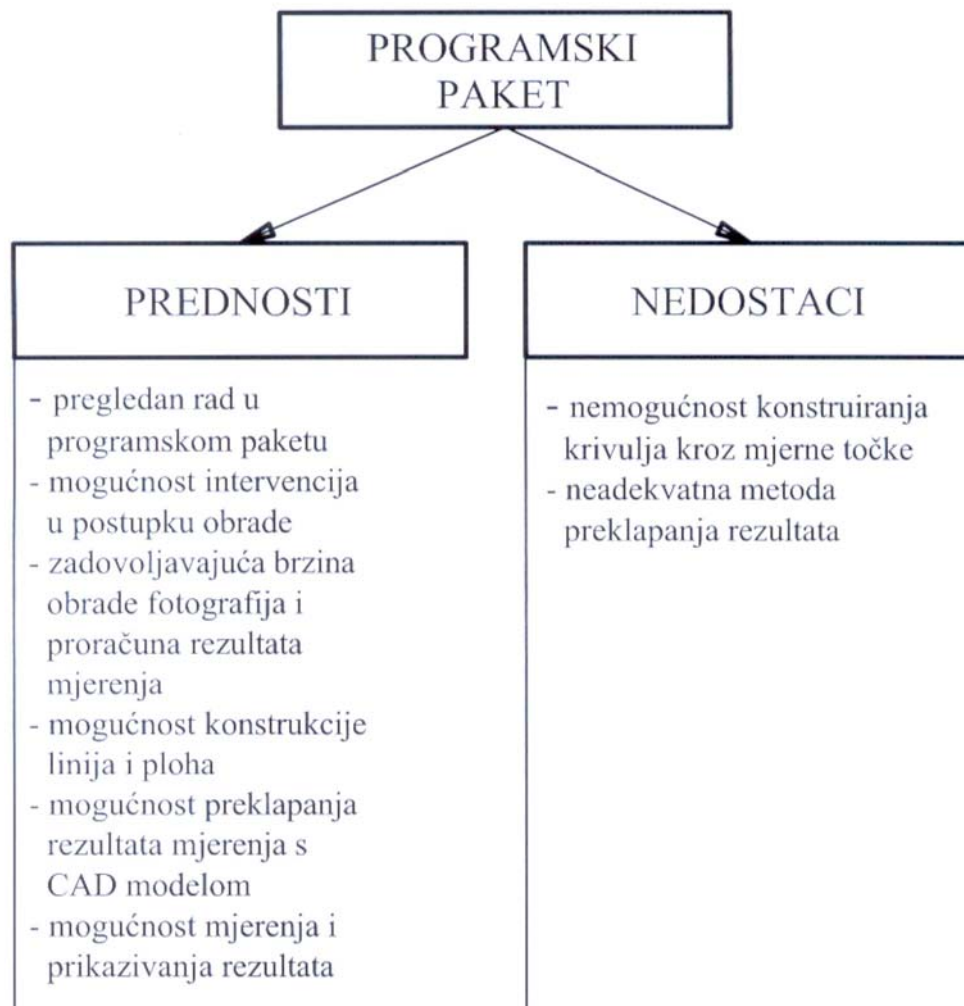 PROGRAMSKI
PAKET
PREDNOSTI
- pregledan rad u
programskom paketu
- mogućnost intervencija
u postupku obrade
- zadovoljavajuća brzina
obrade fotografija i
proračuna rezultata
mjerenja
- mogućnost konstrukcije
linija i ploha
- mogućnost preklapanja
rezultata mjerenja s
CAD modelom
- mogućnost mjerenja i
prikazivanja rezultata
NEDOSTACI
- nemogućnost konstruiranja
krivulja kroz mjerne točke
- neadekvatna metoda
preklapanja rezultata